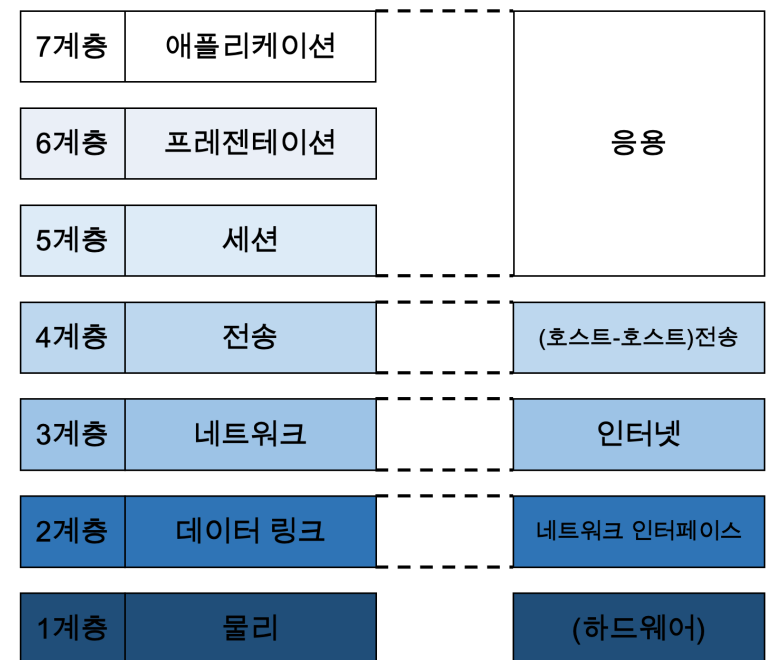 7계층 애플리케이션
6계층 프레젠테이션
응용
5계층 세션
4계층 전송 (호스트-호스트)전송
3계층 네트워크 인터넷
2계층 데이터 링크 네트워크 인터페이스
1계층 물리 (하드웨어)